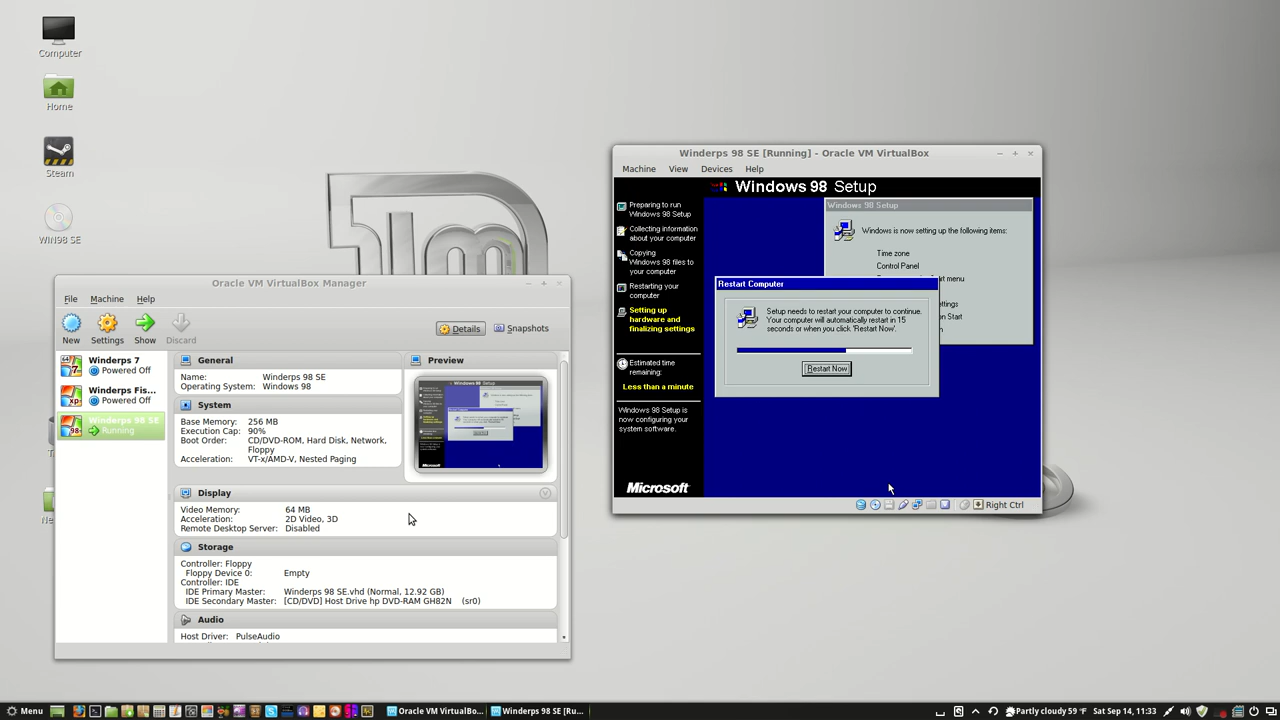 Computer
Home
Steam
WIN98 SE
Oracle VM VirtualBox Manager
File Machine Help
New Settings Show Discard
Details Snapshots
Winderps 7
Powered Off
Winderps Fis...
Powered Off
Winderps 98 SE
Running
General
Name: Winderps 98 SE
Operating System: Windows 98
System
Base Memory: 256 MB
Execution Cap: 90%
Boot Order: CD/DVD-ROM, Hard Disk, Network,
Floppy
Acceleration: VT-x/AMD-V, Nested Paging
Preview
Display
Video Memory: 64 MB
Acceleration: 2D Video, 3D
Remote Desktop Server: Disabled
Storage
Controller: Floppy
Floppy Device 0: Empty
Controller: IDE
IDE Primary Master: Winderps 98 SE.vhd (Normal, 12.92 GB)
IDE Secondary Master: [CD/DVD] Host Drive hp DVD-RAM GH82N (sr0)
Audio
Host Driver: PulseAudio
Winderps 98 SE [Running] - Oracle VM VirtualBox
Machine View Devices Help
Windows 98 Setup
Preparing to run
Windows 98 Setup
Collecting information
about your computer
Copying
Windows 98 files to
your computer
Restarting your
computer
Setting up
hardware and
finalizing settings
Estimated time
remaining:
Less than a minute
Windows 98 Setup is
now configuring your
system software.
Microsoft
Windows 98 Setup
Windows is now setting up the following items:
Time zone
Control Panel
rt menu
ettings
n Start
n
Restart Computer
Setup needs to restart your computer to continue.
Your computer will automatically restart in 15
seconds or when you click 'Restart Now'.
Restart Now
Right Ctrl
Menu
Oracle VM VirtualBo...
Winderps 98 SE [Ru...
Partly cloudy 59 °F
Sat Sep 14, 11:33